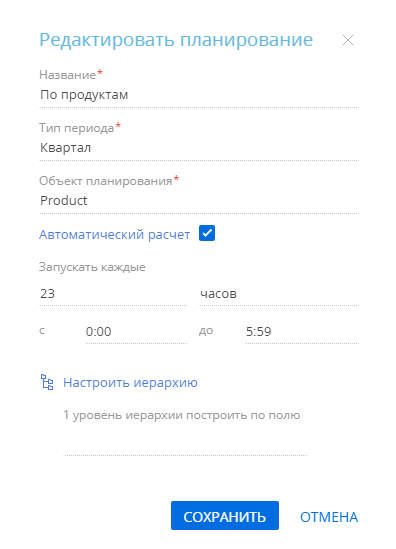 Редактировать планирование
Название*
По продуктам
Тип периода*
Квартал
Объект планирования*
Product
Автоматический расчет
Запускать каждые
23 часов
с 0:00 до 5:59
Настроить иерархию
1 уровень иерархии построить по полю
СОХРАНИТЬ ОТМЕНА